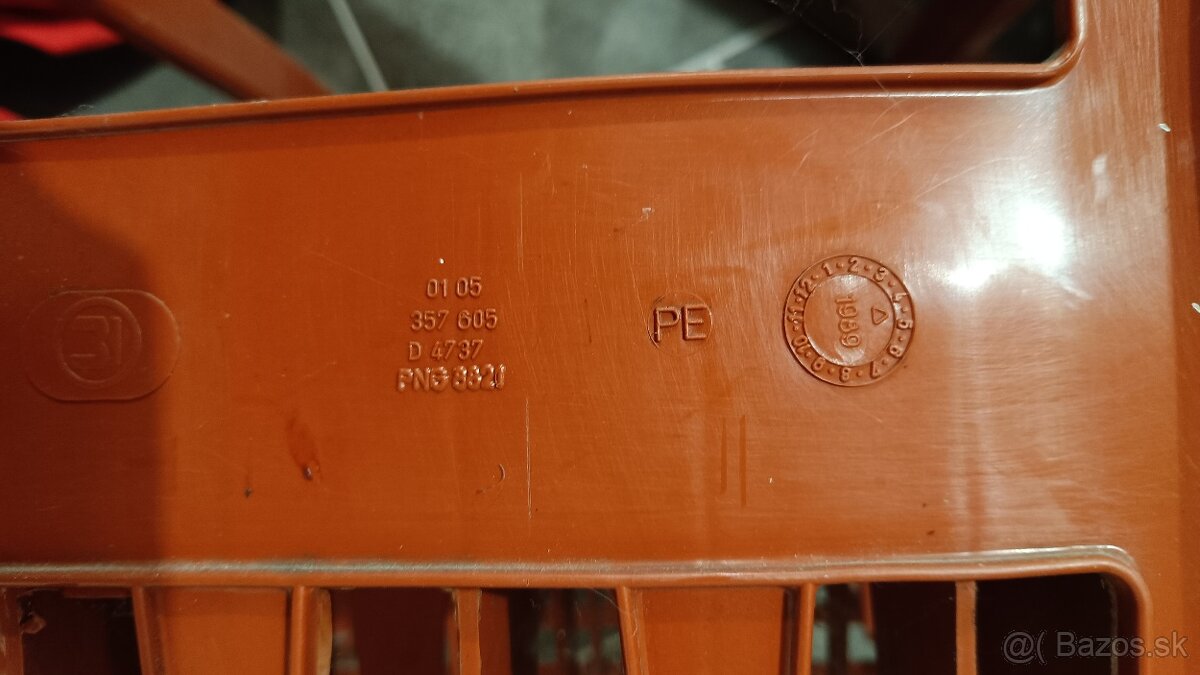 01 05
357 605
D 4737
PNG 8820
PE
1 · 2 · 3 · 4 · 5 · 6 · 7 · 8 · 9 · 10 · 11 · 12
1989
@( Bazos.sk